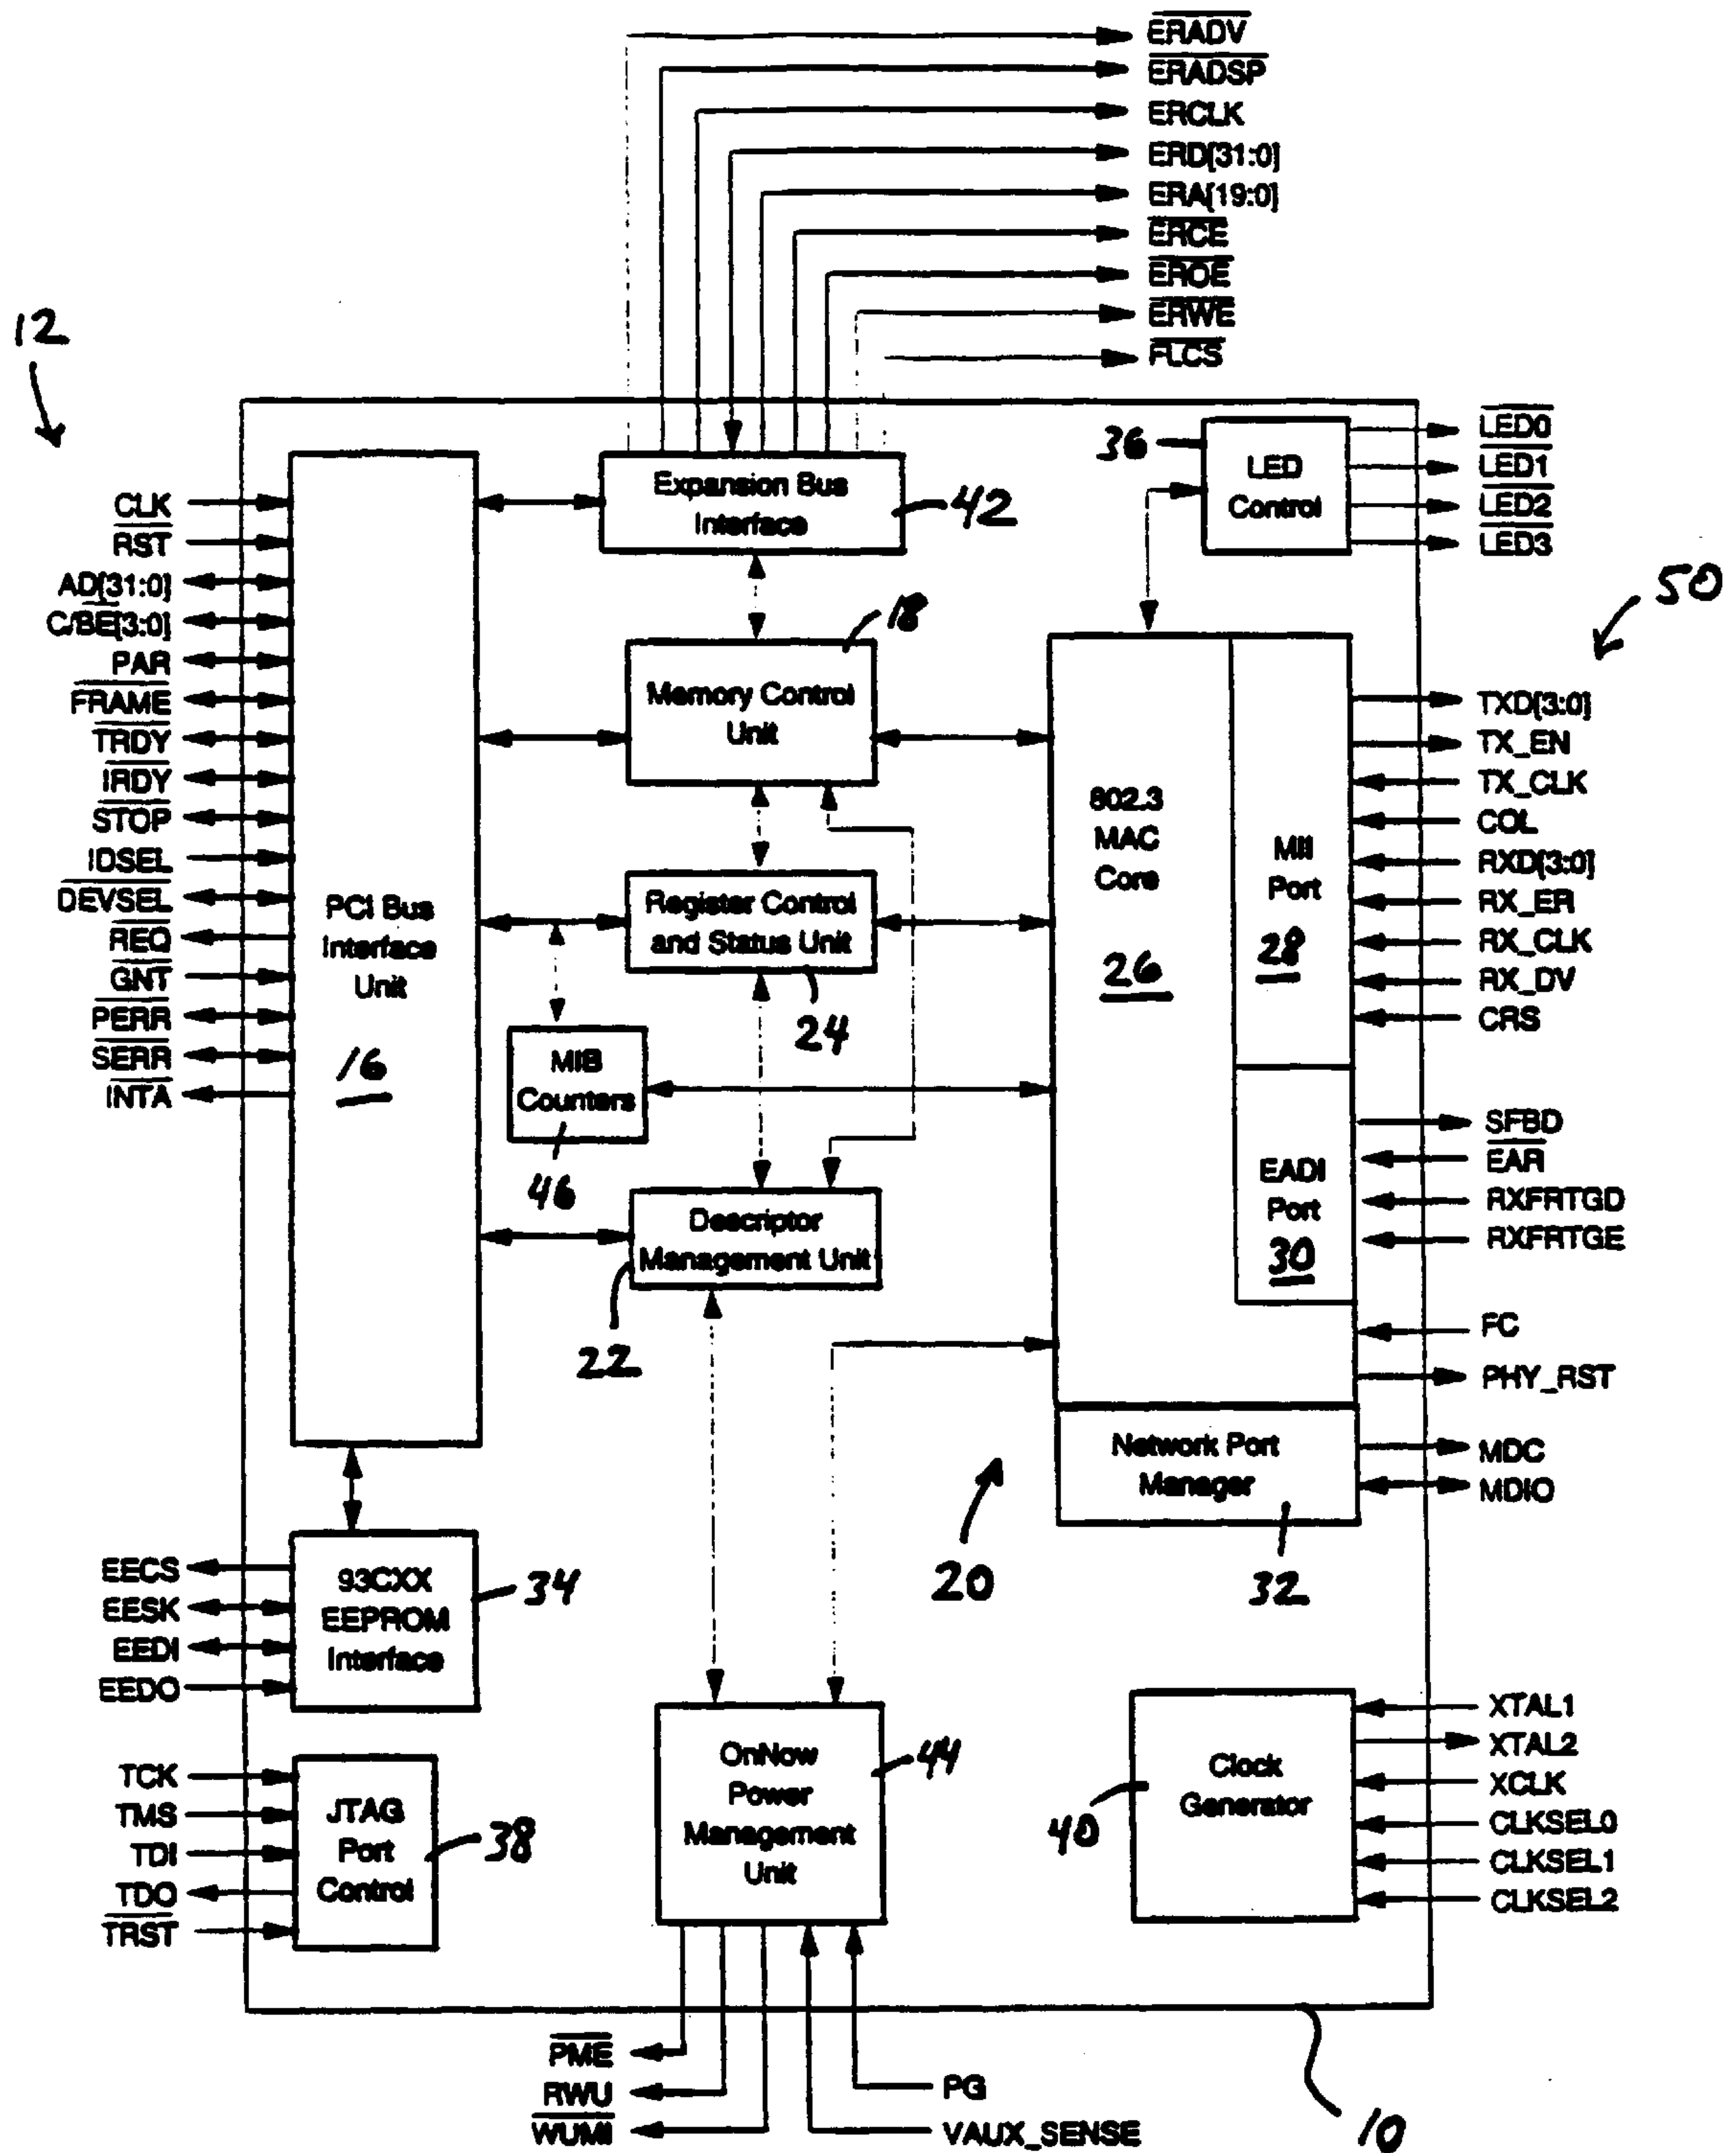 ERADV
ERADSP
ERCLK
ERD[31:0]
ERA[19:0]
ERCE
EROE
ERWE
FLCS
12
CLK
RST
AD[31:0]
C/BE[3:0]
PAR
FRAME
TRDY
IRDY
STOP
IDSEL
DEVSEL
REQ
GNT
PERR
SERR
INTA
PCI Bus
Interface
Unit
16
Expansion Bus
Interface
42
Memory Control
Unit
18
Register Control
and Status Unit
24
MIB
Counters
46
Descriptor
Management Unit
22
36
LED
Control
LED0
LED1
LED2
LED3
50
802.3
MAC
Core
26
MII
Port
28
EADI
Port
30
TXD[3:0]
TX_EN
TX_CLK
COL
RXD[3:0]
RX_ER
RX_CLK
RX_DV
CRS
SFBD
EAR
RXFRTGD
RXFRTGE
FC
PHY_RST
Network Port
Manager
32
MDC
MDIO
20
EECS
EESK
EEDI
EEDO
93CXX
EEPROM
Interface
34
TCK
TMS
TDI
TDO
TRST
JTAG
Port
Control
38
OnNow
Power
Management
Unit
44
Clock
Generator
40
XTAL1
XTAL2
XCLK
CLKSEL0
CLKSEL1
CLKSEL2
PME
RWU
WUMI
PG
VAUX_SENSE
10